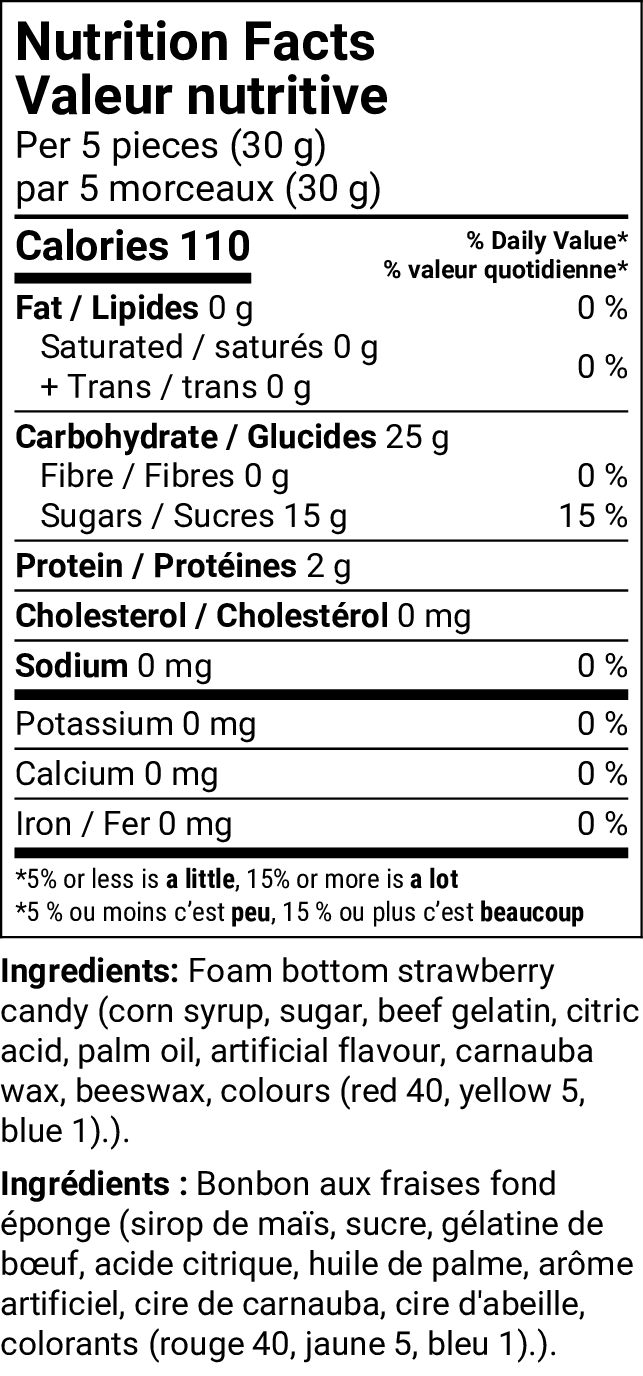 Nutrition Facts
Valeur nutritive
Per 5 pieces (30 g)
par 5 morceaux (30 g)
Calories 110
% Daily Value*
% valeur quotidienne*
Fat / Lipides 0 g 0 %
Saturated / saturés 0 g
+ Trans / trans 0 g 0 %
Carbohydrate / Glucides 25 g
Fibre / Fibres 0 g 0 %
Sugars / Sucres 15 g 15 %
Protein / Protéines 2 g
Cholesterol / Cholestérol 0 mg
Sodium 0 mg 0 %
Potassium 0 mg 0 %
Calcium 0 mg 0 %
Iron / Fer 0 mg 0 %
*5% or less is a little, 15% or more is a lot
*5 % ou moins c’est peu, 15 % ou plus c’est beaucoup
Ingredients: Foam bottom strawberry
candy (corn syrup, sugar, beef gelatin, citric
acid, palm oil, artificial flavour, carnauba
wax, beeswax, colours (red 40, yellow 5,
blue 1).).
Ingrédients : Bonbon aux fraises fond
éponge (sirop de maïs, sucre, gélatine de
bœuf, acide citrique, huile de palme, arôme
artificiel, cire de carnauba, cire d'abeille,
colorants (rouge 40, jaune 5, bleu 1).).